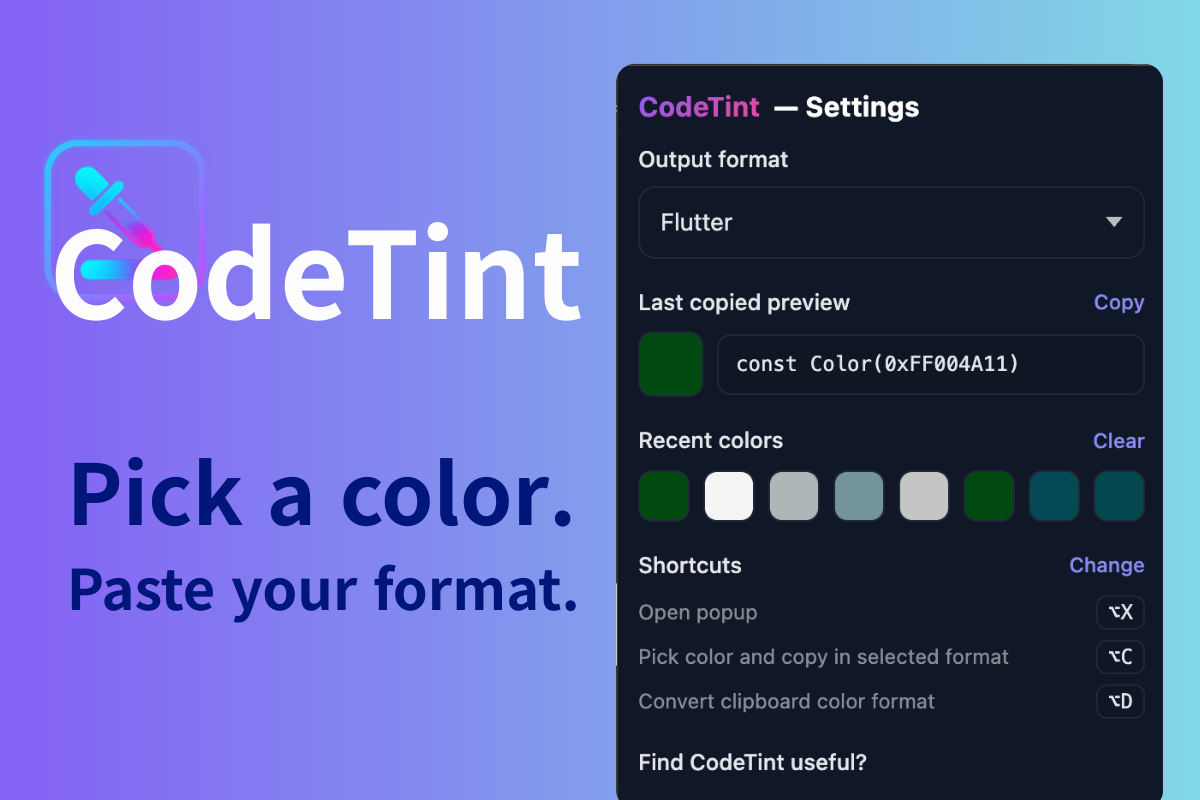 CodeTint
Pick a color.
Paste your format.
CodeTint — Settings
Output format
Flutter
Last copied preview Copy
const Color(0xFF004A11)
Recent colors Clear
Shortcuts Change
Open popup ⌥X
Pick color and copy in selected format ⌥C
Convert clipboard color format ⌥D
Find CodeTint useful?